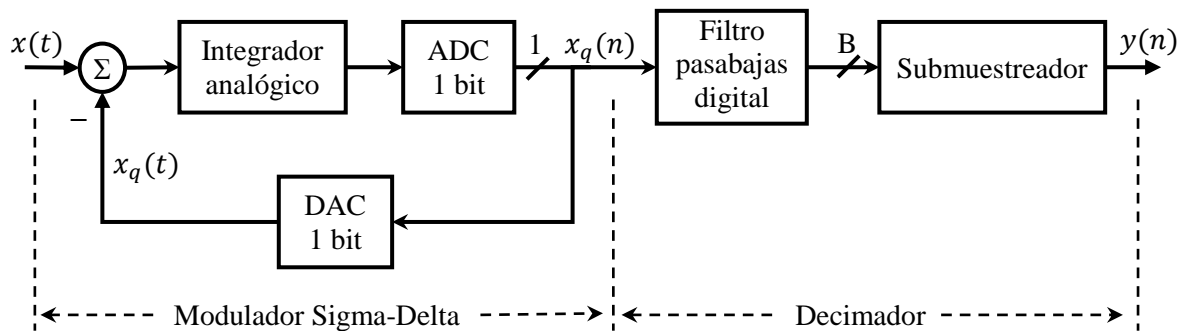 x(t)
Σ
−
Integrador
analógico
ADC
1 bit
1
x_q(n)
Filtro
pasabajas
digital
B
Submuestreador
y(n)
x_q(t)
DAC
1 bit
Modulador Sigma-Delta
Decimador